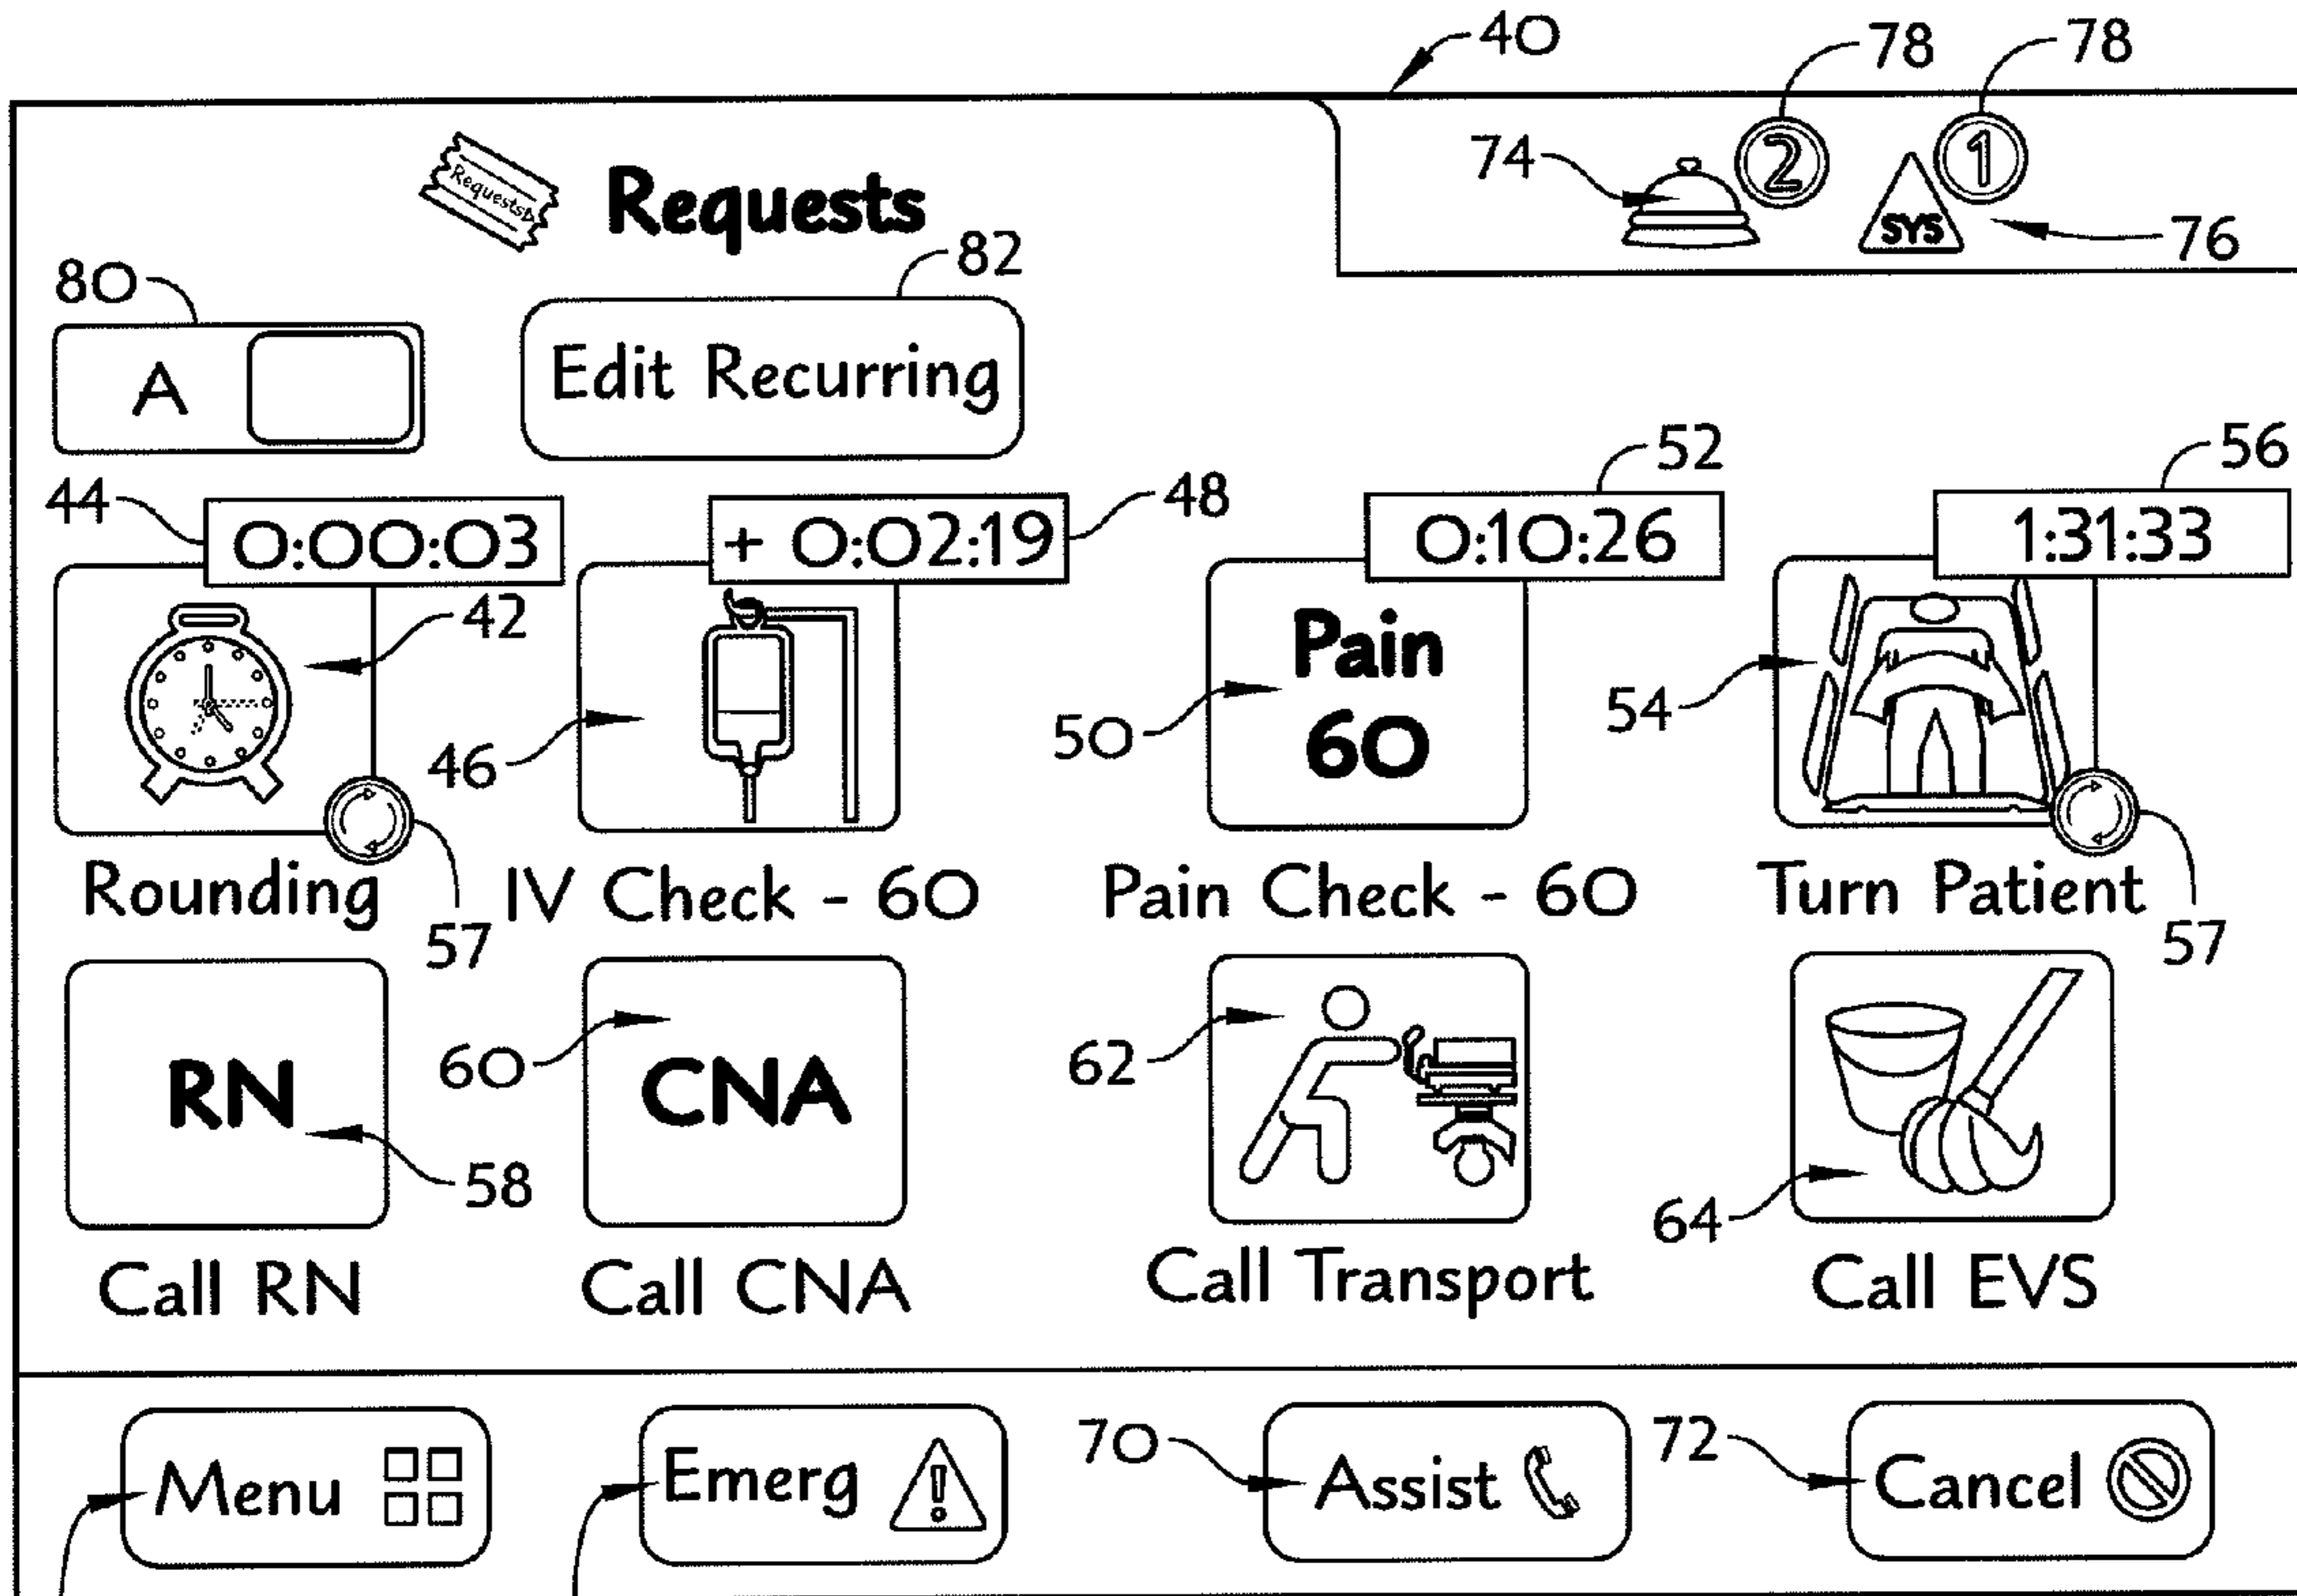 40
78
78
74
2
1
SYS
76
Requests
Requests
82
80
A
Edit Recurring
52
56
44
0:00:03
+ 0:02:19
48
0:10:26
1:31:33
42
46
50
Pain
60
54
57
57
Rounding
IV Check - 60
Pain Check - 60
Turn Patient
RN
58
60
CNA
62
64
Call RN
Call CNA
Call Transport
Call EVS
Menu
Emerg
70
Assist
72
Cancel